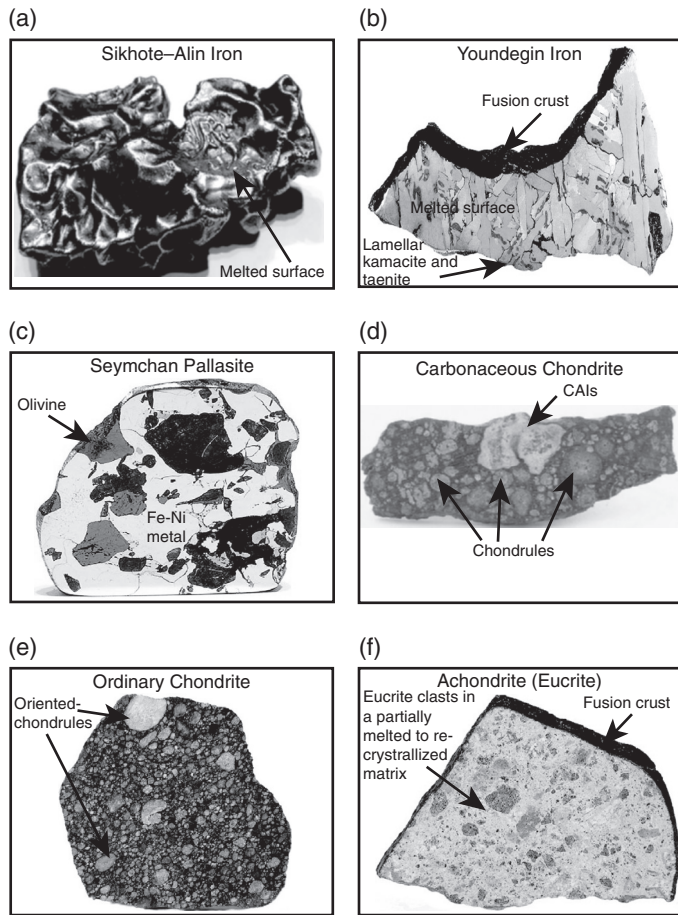 (a)
Sikhote–Alin Iron
Melted surface
(b)
Youndegin Iron
Fusion crust
Melted surface
Lamellar
kamacite and
taenite
(c)
Seymchan Pallasite
Olivine
Fe-Ni
metal
(d)
Carbonaceous Chondrite
CAIs
Chondrules
(e)
Ordinary Chondrite
Oriented-
chondrules
(f)
Achondrite (Eucrite)
Eucrite clasts in
a partially
melted to re-
crystallized
matrix
Fusion crust